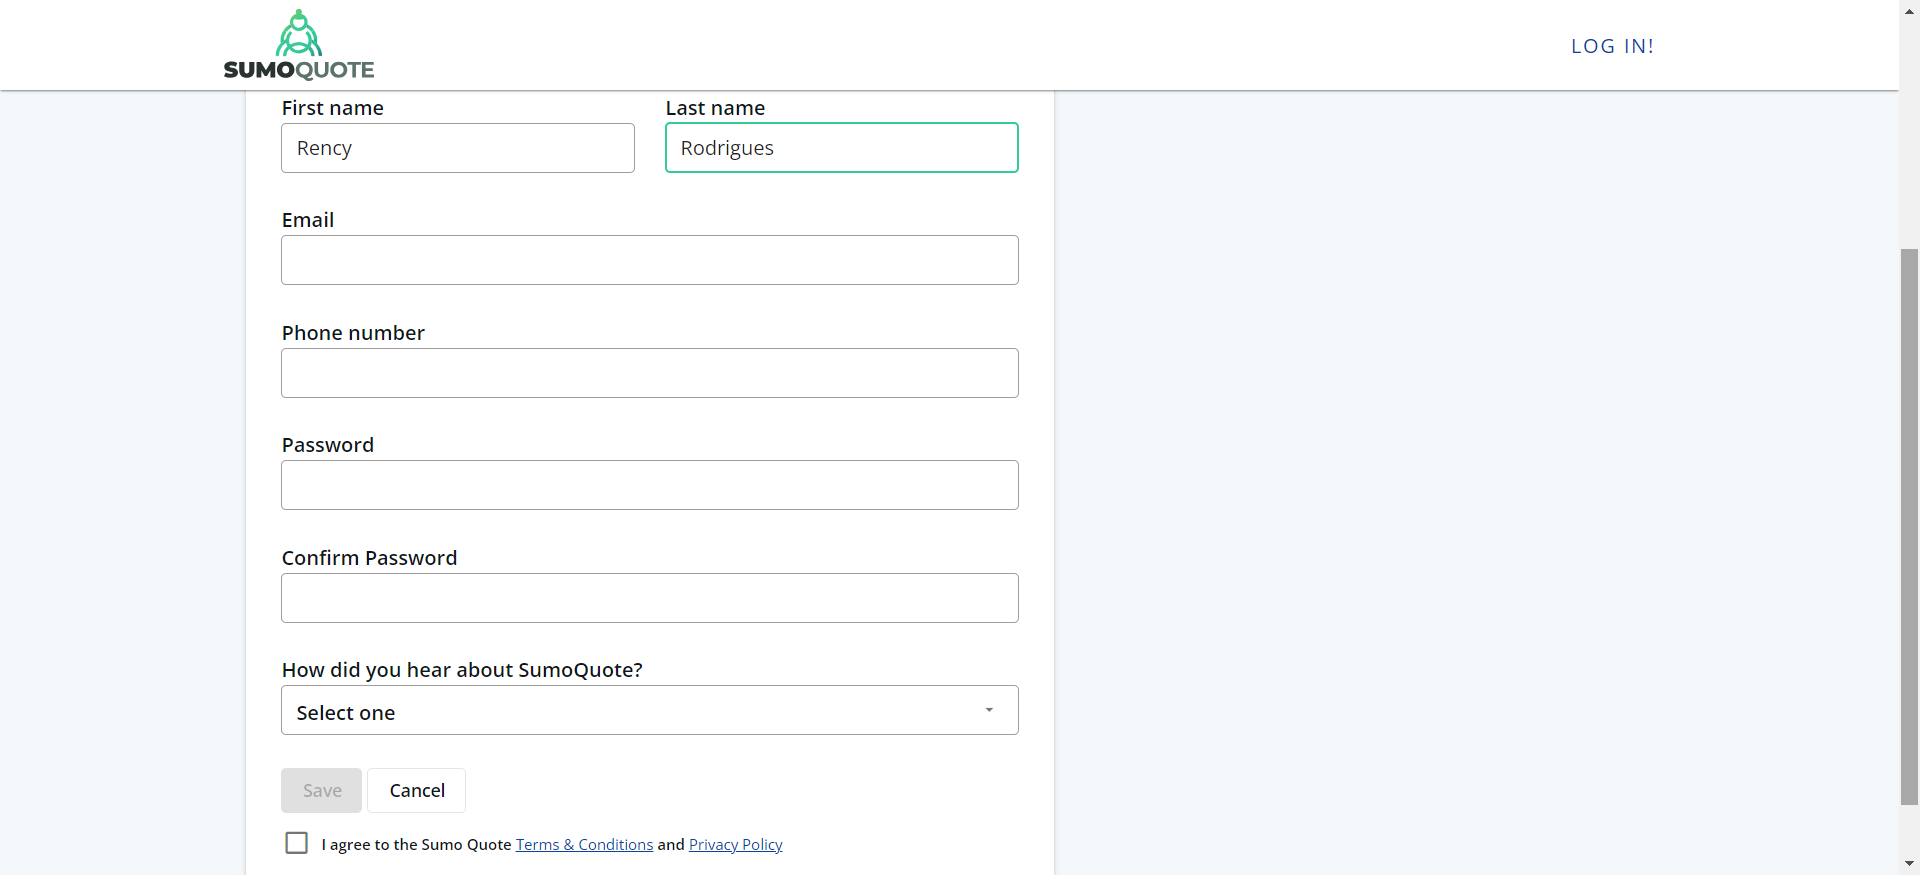 SUMOQUOTE
LOG IN!
First name
Last name
Rency
Rodrigues
Email
Phone number
Password
Confirm Password
How did you hear about SumoQuote?
Select one
Save
Cancel
I agree to the Sumo Quote Terms & Conditions and Privacy Policy